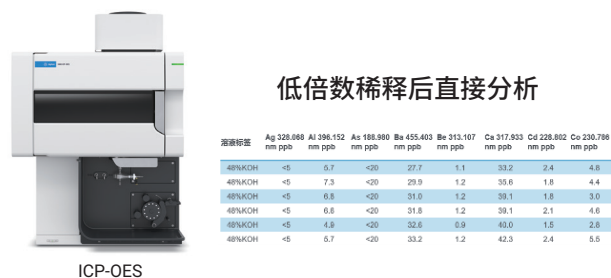 低倍数稀释后直接分析
溶液标签 Ag 328.068 nm ppb Al 396.152 nm ppb As 188.980 nm ppb Ba 455.403 nm ppb Be 313.107 nm ppb Ca 317.933 nm ppb Cd 228.802 nm ppb Co 230.786 nm ppb
48%KOH <5 5.7 <20 27.7 1.1 33.2 2.4 4.8
48%KOH <5 7.3 <20 29.9 1.2 35.6 1.8 4.4
48%KOH <5 6.8 <20 31.0 1.2 39.1 1.8 3.0
48%KOH <5 6.8 <20 31.8 1.2 39.1 2.1 4.6
48%KOH <5 4.9 <20 32.6 0.9 40.0 1.5 2.8
48%KOH <5 5.7 <20 33.2 1.2 42.3 2.4 5.5
ICP-OES